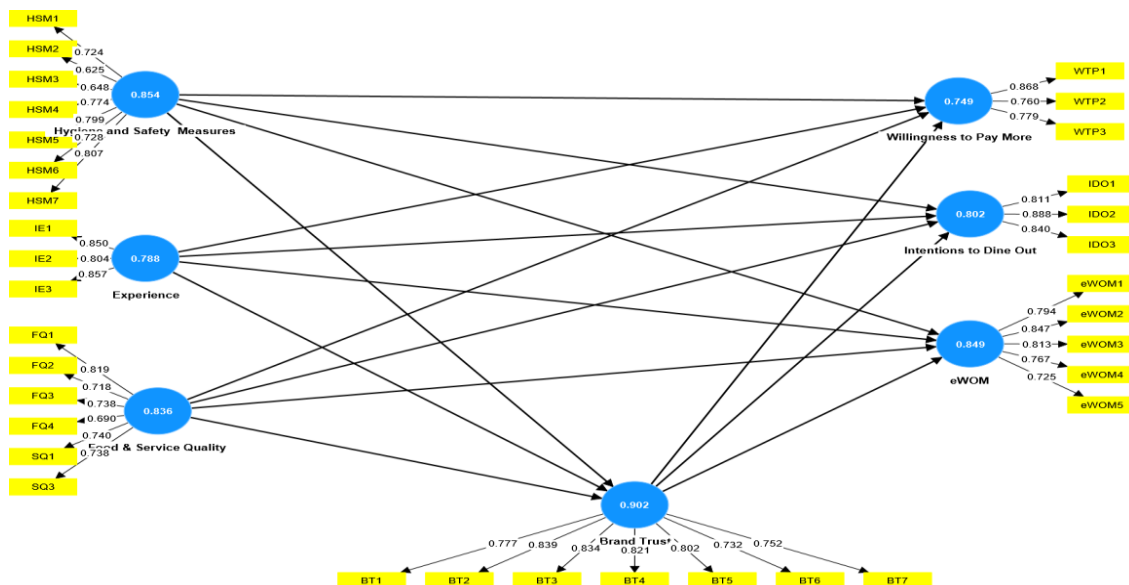 HSM1
HSM2
HSM3
HSM4
HSM5
HSM6
HSM7
0.724
0.625
0.648
0.774
0.799
0.728
0.807
0.854
Hygiene and Safety Measures
IE1
IE2
IE3
0.850
0.804
0.857
0.788
Experience
FQ1
FQ2
FQ3
FQ4
SQ1
SQ3
0.819
0.718
0.738
0.690
0.740
0.738
0.836
Food & Service Quality
0.749
Willingness to Pay More
0.868
0.760
0.779
WTP1
WTP2
WTP3
0.802
Intentions to Dine Out
0.811
0.888
0.840
IDO1
IDO2
IDO3
0.849
eWOM
0.794
0.847
0.813
0.767
0.725
eWOM1
eWOM2
eWOM3
eWOM4
eWOM5
0.902
Brand Trust
0.777
0.839
0.834
0.821
0.802
0.732
0.752
BT1
BT2
BT3
BT4
BT5
BT6
BT7